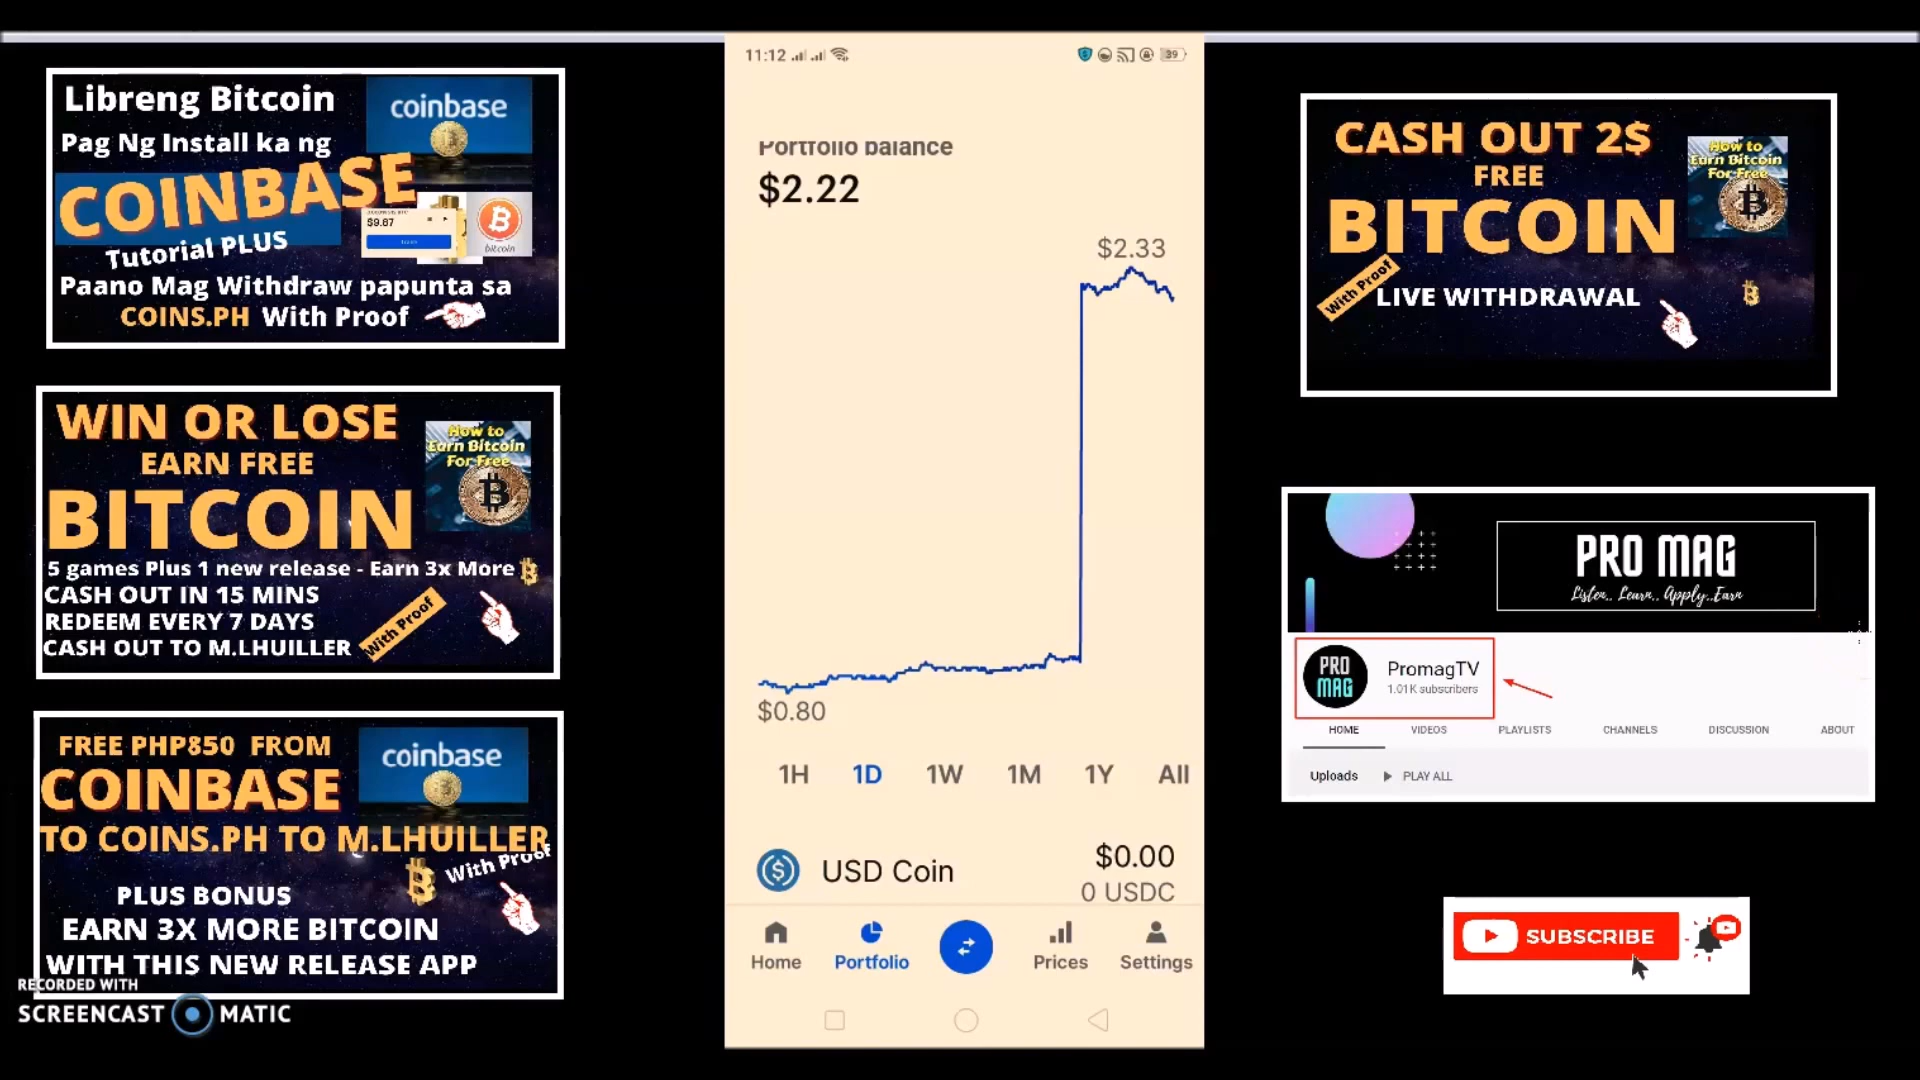 Libreng Bitcoin
Pag Ng Install ka ng
COINBASE
Tutorial PLUS
Paano Mag Withdraw papunta sa
COINS.PH With Proof
coinbase
$9.87
bitcoin
WIN OR LOSE
EARN FREE
BITCOIN
5 games Plus 1 new release - Earn 3x More
CASH OUT IN 15 MINS
REDEEM EVERY 7 DAYS
CASH OUT TO M.LHUILLER
With Proof
How to
Earn Bitcoin
For Free
FREE PHP850 FROM
COINBASE
TO COINS.PH TO M.LHUILLER
With Proof
PLUS BONUS
EARN 3X MORE BITCOIN
WITH THIS NEW RELEASE APP
coinbase
RECORDED WITH
SCREENCAST MATIC
11:12
39
Portfolio balance
$2.22
$2.33
$0.80
1H 1D 1W 1M 1Y All
USD Coin
$0.00
0 USDC
Home Portfolio Prices Settings
CASH OUT 2$
FREE
BITCOIN
With Proof
LIVE WITHDRAWAL
How to
Earn Bitcoin
For Free
PRO MAG
Listen.. Learn.. Apply..Earn
PRO
MAG
PromagTV
1.01K subscribers
HOME VIDEOS PLAYLISTS CHANNELS DISCUSSION ABOUT
Uploads PLAY ALL
SUBSCRIBE